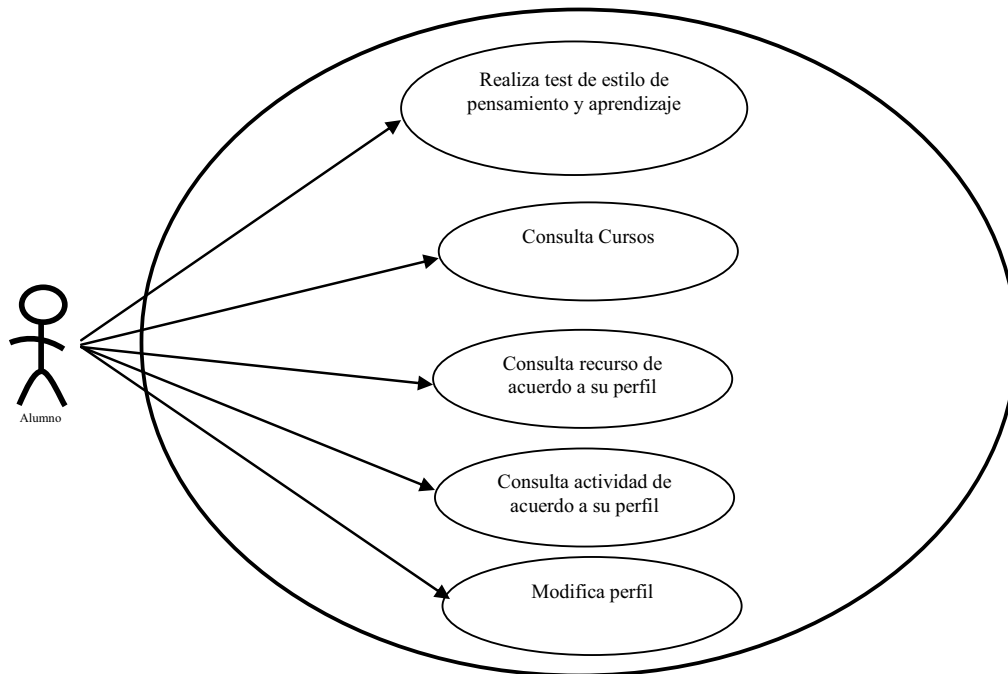 Realiza test de estilo de
pensamiento y aprendizaje
Consulta Cursos
Consulta recurso de
acuerdo a su perfil
Alumno
Consulta actividad de
acuerdo a su perfil
Modifica perfil